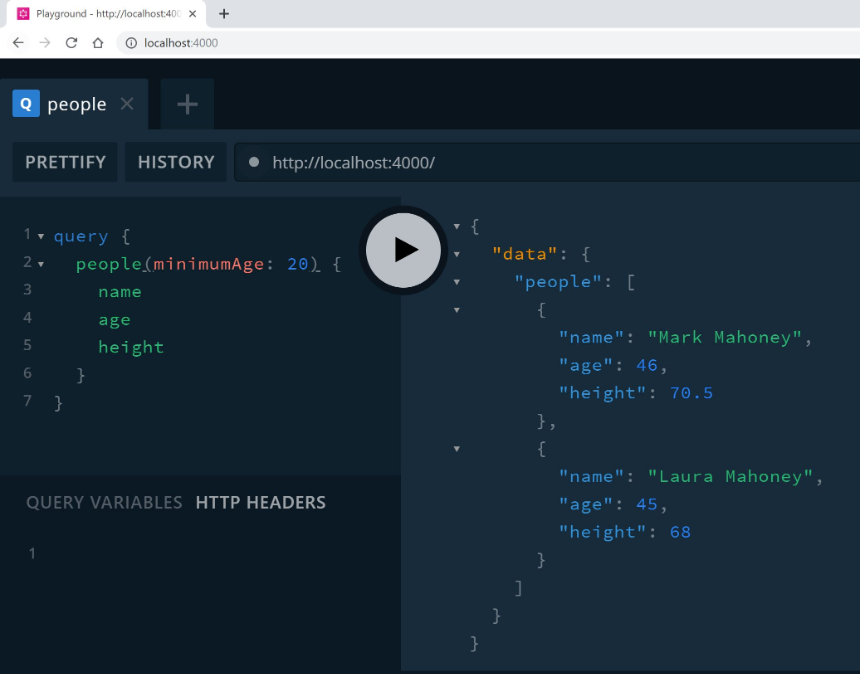 Playground - http://localhost:400
localhost:4000
Q people
PRETTIFY HISTORY http://localhost:4000/
1 query {
2 people(minimumAge: 20) {
3 name
4 age
5 height
6 }
7 }
QUERY VARIABLES HTTP HEADERS
1
{
"data": {
"people": [
{
"name": "Mark Mahoney",
"age": 46,
"height": 70.5
},
{
"name": "Laura Mahoney",
"age": 45,
"height": 68
}
]
}
}